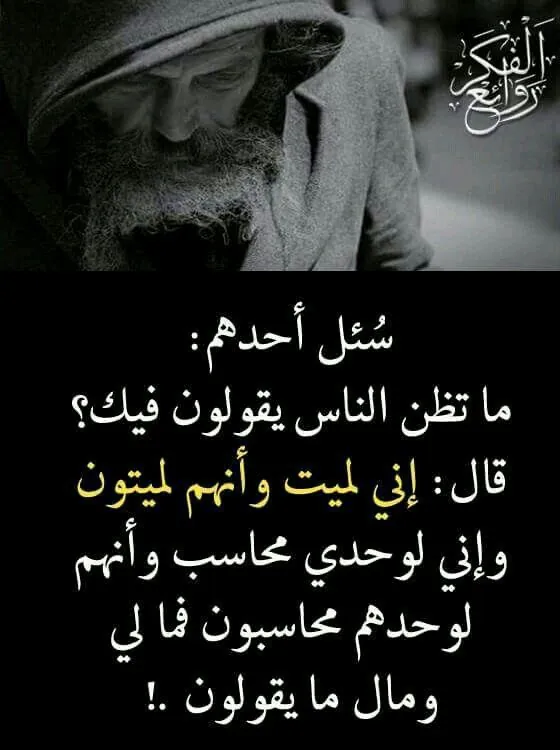 روائع
الفكر
سُئل أحدهم:
ما تظن الناس يقولون فيك؟
قال: إني لميت وأنهم لميتون
وإني لوحدي محاسب وأنهم
لوحدهم محاسبون فما لي
ومال ما يقولون .!